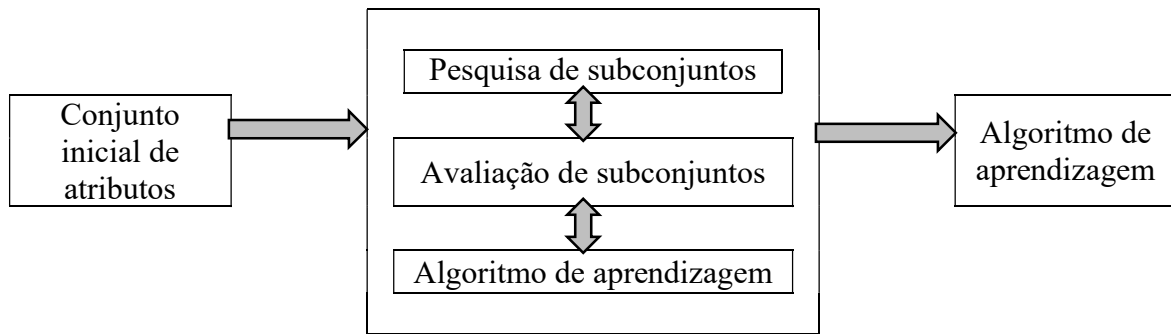 Conjunto
inicial de
atributos
Pesquisa de subconjuntos
Avaliação de subconjuntos
Algoritmo de aprendizagem
Algoritmo de
aprendizagem